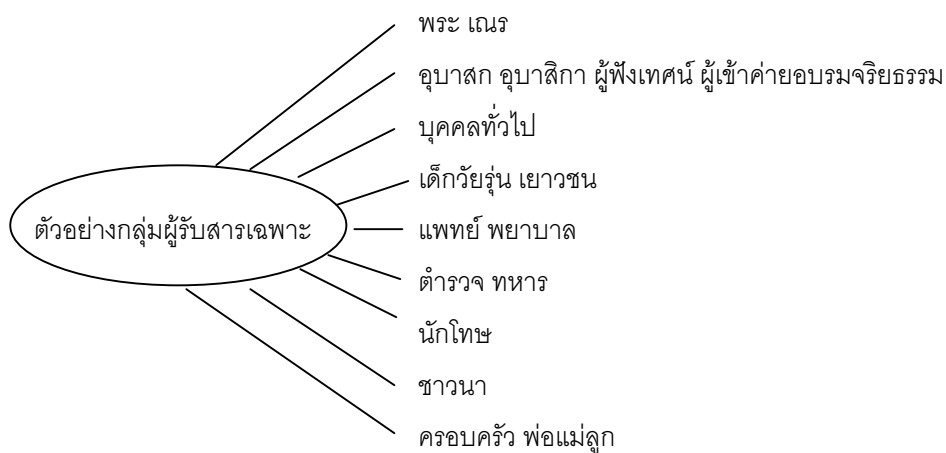 พระ เณร
อุบาสก อุบาสิกา ผู้ฟังเทศน์ ผู้เข้าค่ายอบรมจริยธรรม
บุคคลทั่วไป
เด็กวัยรุ่น เยาวชน
ตัวอย่างกลุ่มผู้รับสารเฉพาะ
แพทย์ พยาบาล
ตำรวจ ทหาร
นักโทษ
ชาวนา
ครอบครัว พ่อแม่ลูก